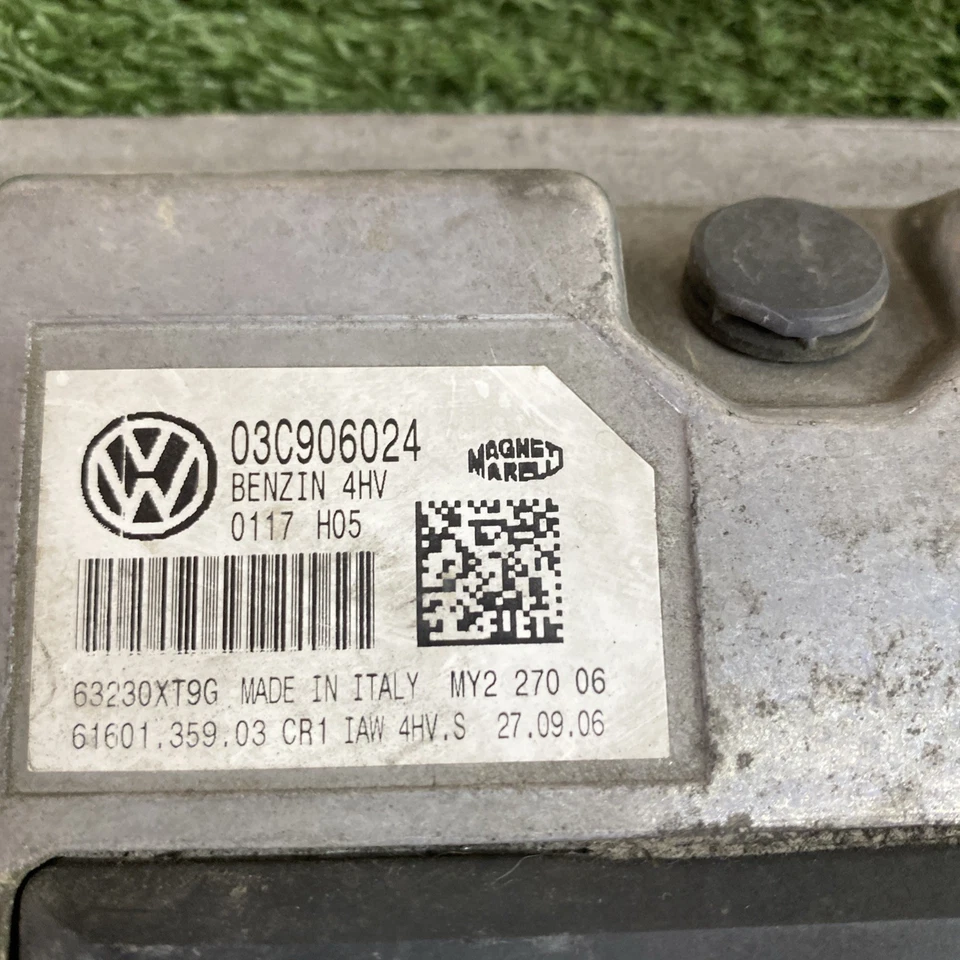 03C906024
BENZIN 4HV
0117 H05
MAGNETI
MARELLI
63230XT9G MADE IN ITALY MY2 270 06
61601.359.03 CR1 IAW 4HV.S 27.09.06